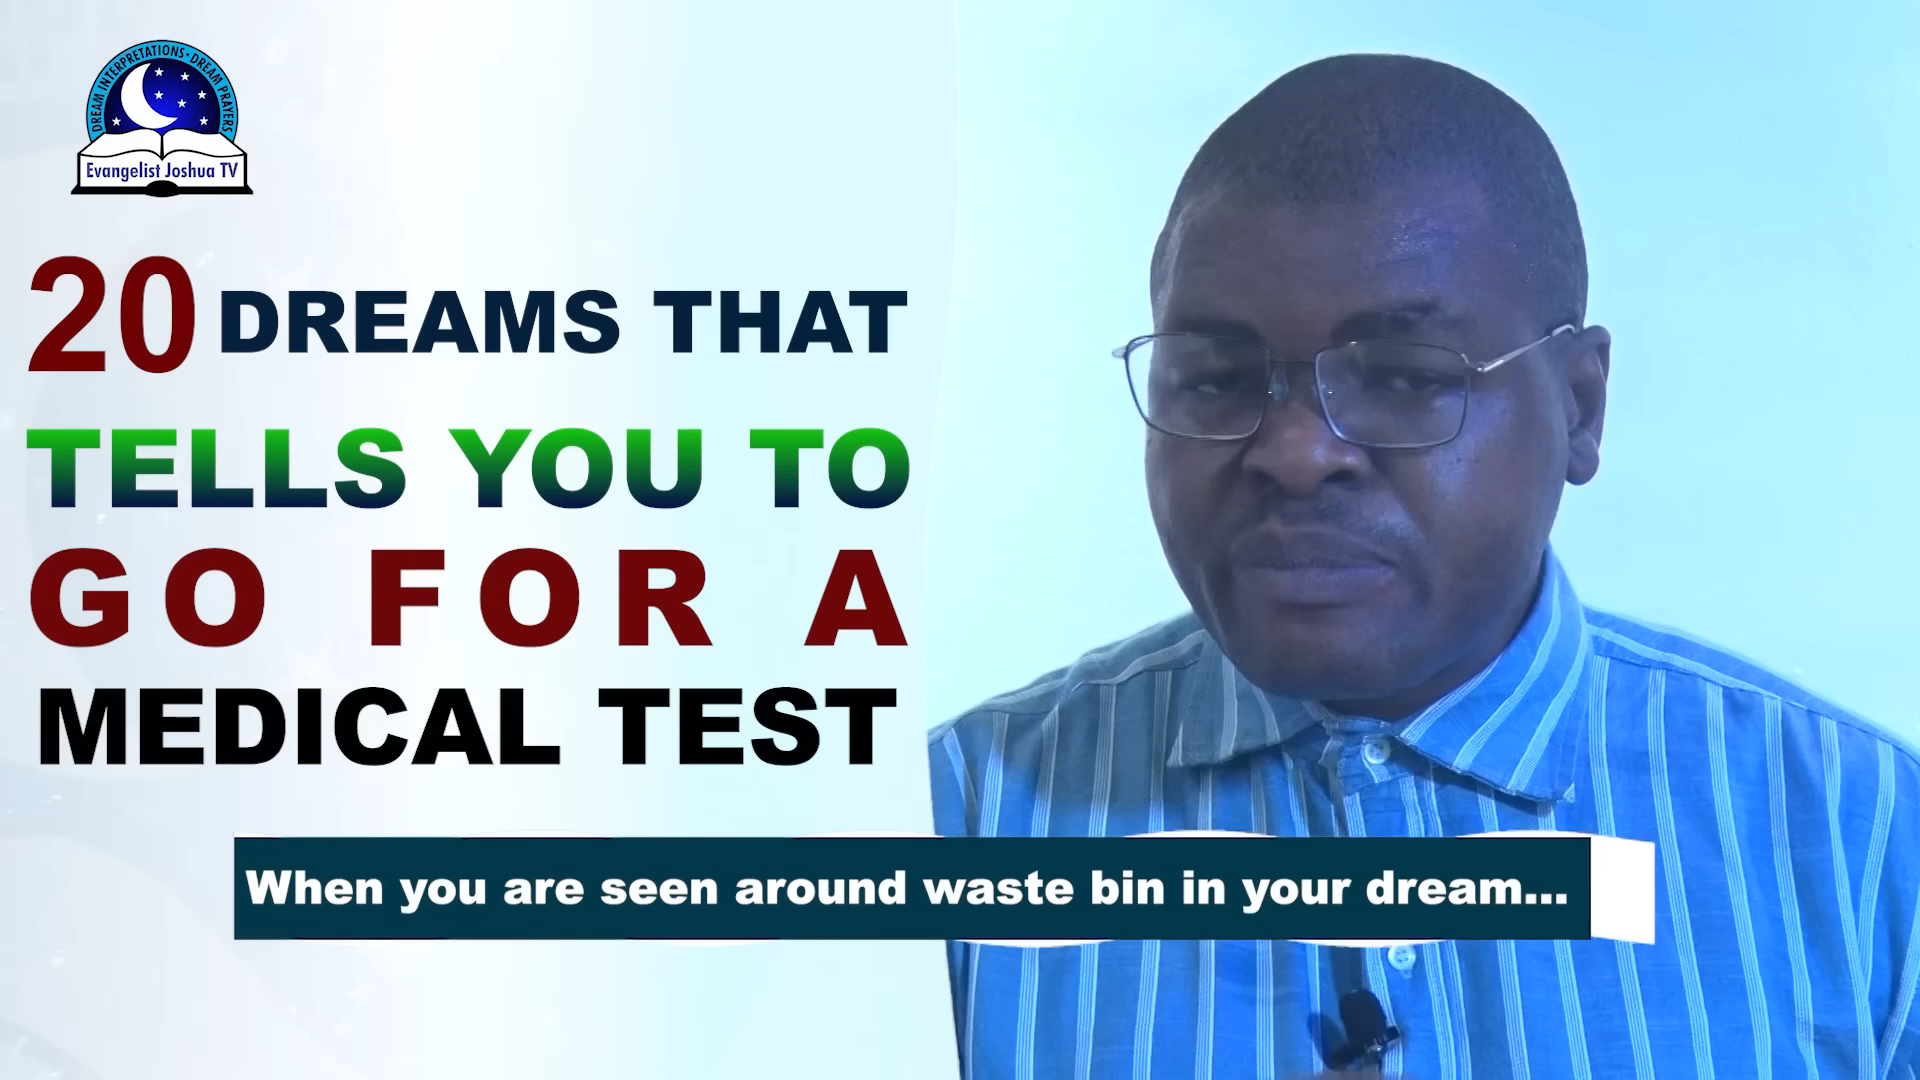 DREAM INTERPRETATIONS • DREAM PRAYERS
Evangelist Joshua TV
20 DREAMS THAT
TELLS YOU TO
GO FOR A
MEDICAL TEST
When you are seen around waste bin in your dream...